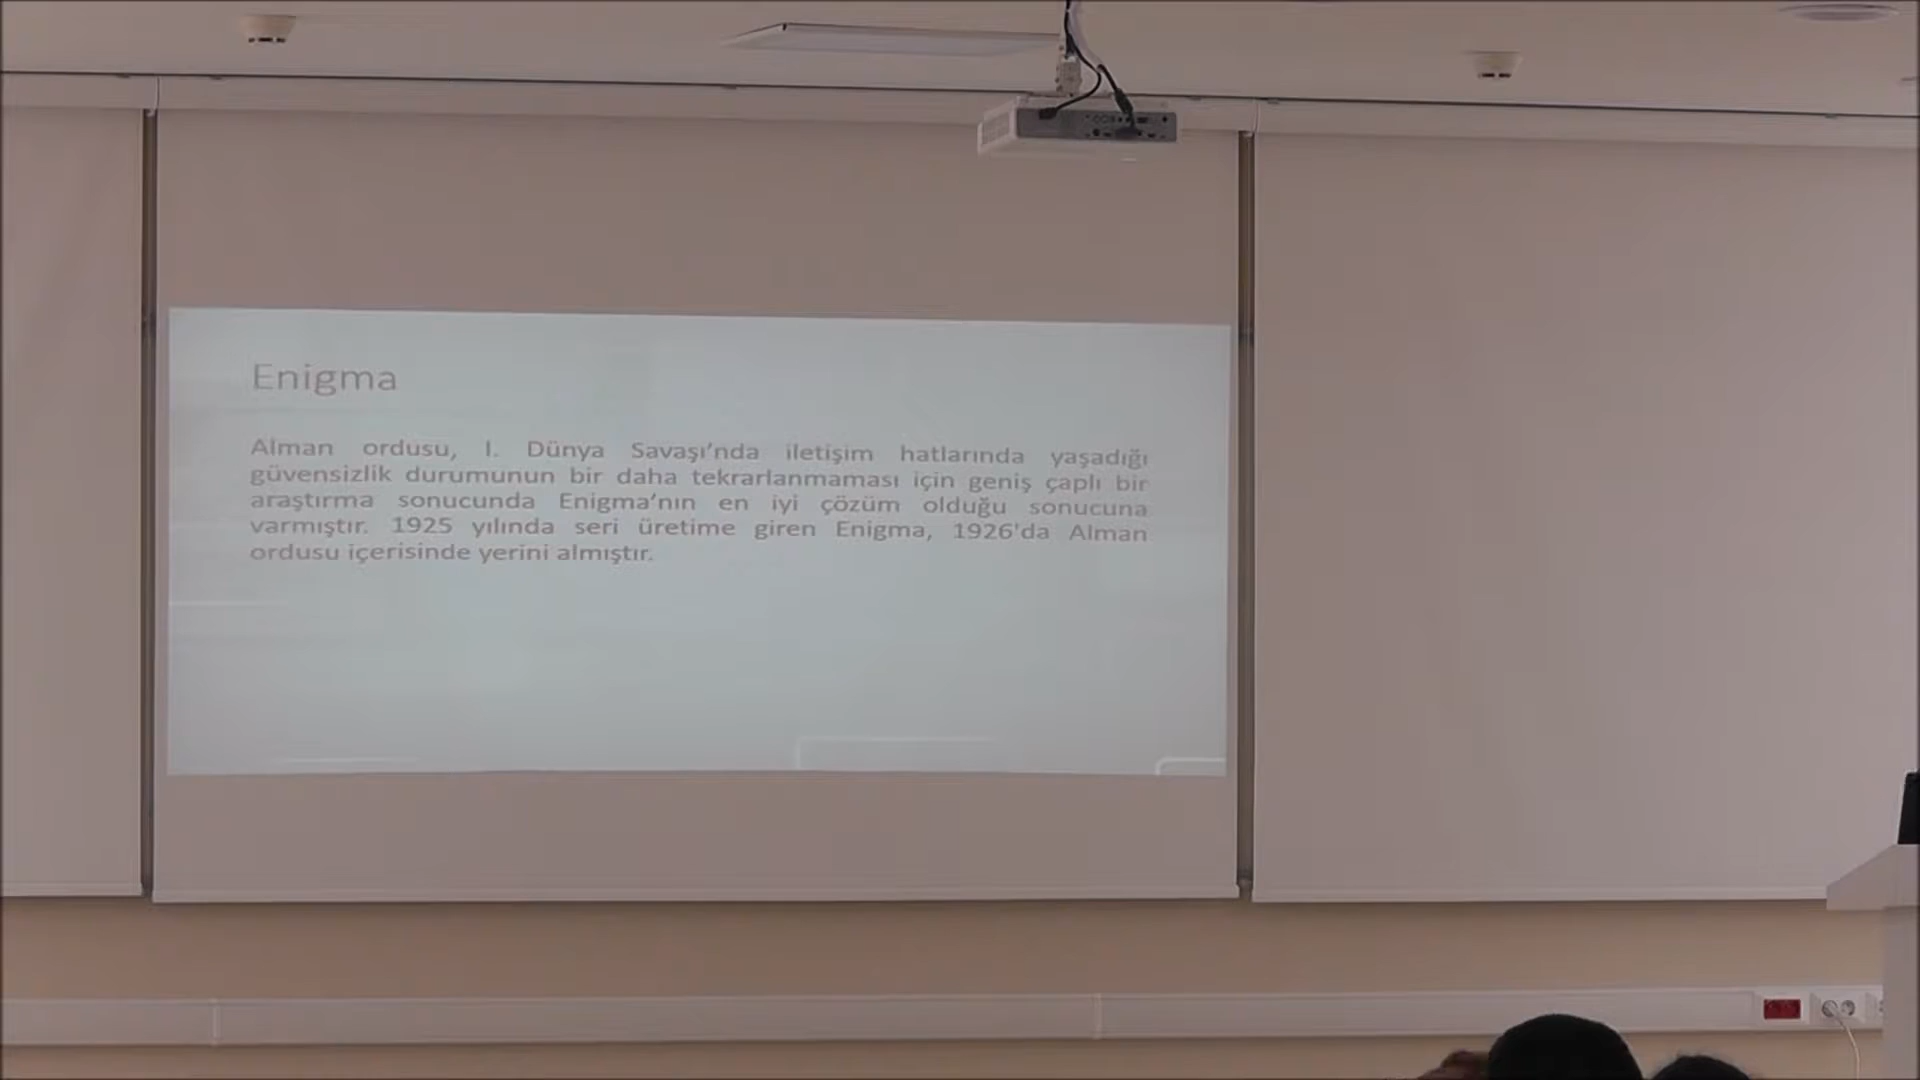 Enigma
Alman ordusu, I. Dünya Savaşı’nda iletişim hatlarında yaşadığı
güvensizlik durumunun bir daha tekrarlanmaması için geniş çaplı bir
araştırma sonucunda Enigma’nın en iyi çözüm olduğu sonucuna
varmıştır. 1925 yılında seri üretime giren Enigma, 1926'da Alman
ordusu içerisinde yerini almıştır.